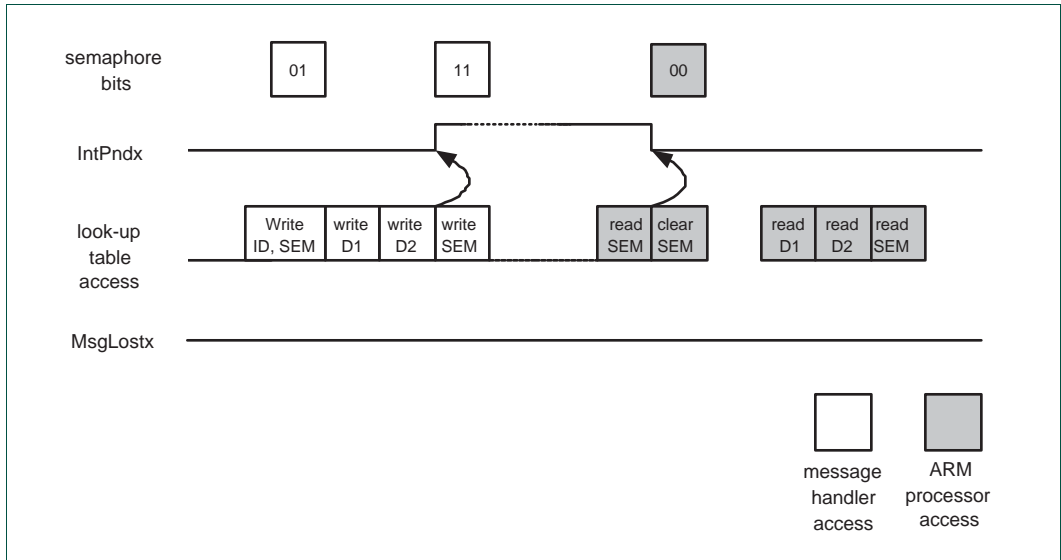 semaphore
bits
01
11
00
IntPndx
look-up
table
access
Write
ID, SEM
write
D1
write
D2
write
SEM
read
SEM
clear
SEM
read
D1
read
D2
read
SEM
MsgLostx
message
handler
access
ARM
processor
access